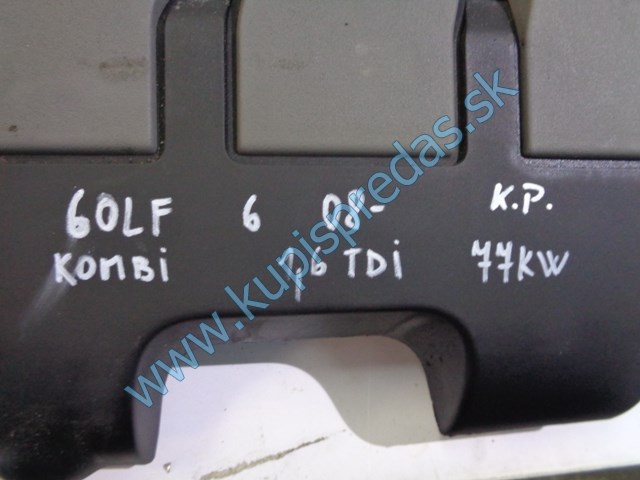 GOLF 6 08- K.P.
KOMBI 1,6 TDI 77KW
www.kupispredas.sk